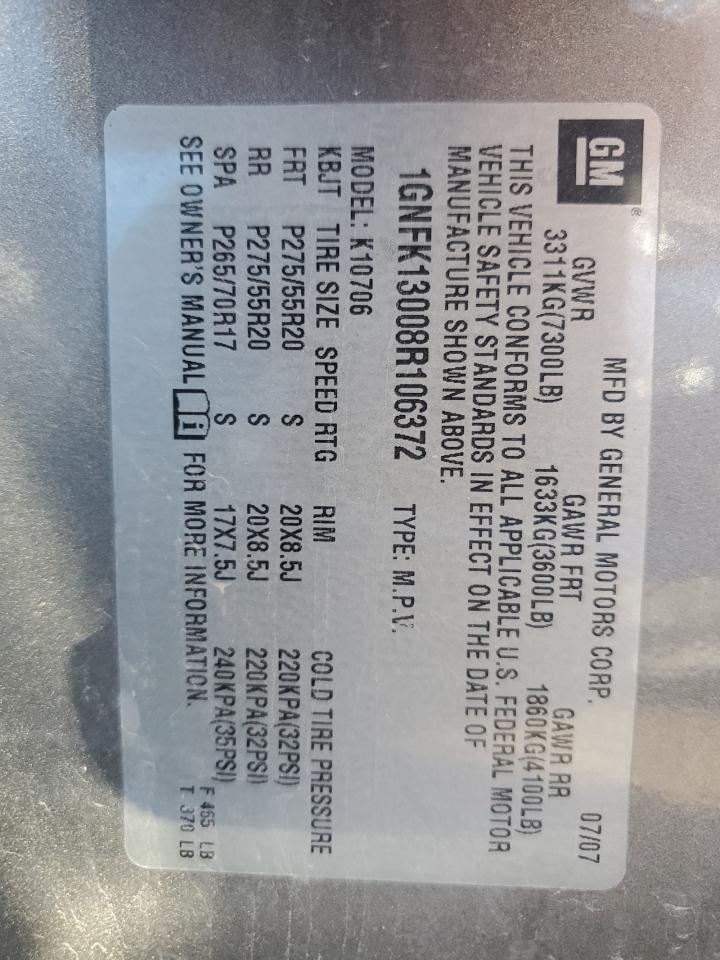 GM ®
MFD BY GENERAL MOTORS CORP. 07/07
GVWR GAWR FRT GAWR RR
3311KG(7300LB) 1633KG(3600LB) 1860KG(4100LB)
THIS VEHICLE CONFORMS TO ALL APPLICABLE U.S. FEDERAL MOTOR
VEHICLE SAFETY STANDARDS IN EFFECT ON THE DATE OF
MANUFACTURE SHOWN ABOVE.
1GNFK13008R106372 TYPE: M.P.V.
MODEL: K10706
KBJT TIRE SIZE SPEED RTG RIM COLD TIRE PRESSURE
FRT P275/55R20 S 20X8.5J 220KPA(32PSI)
RR P275/55R20 S 20X8.5J 220KPA(32PSI)
SPA P265/70R17 S 17X7.5J 240KPA(35PSI)
SEE OWNER'S MANUAL i FOR MORE INFORMATION.
F 465 LB
T 370 LB